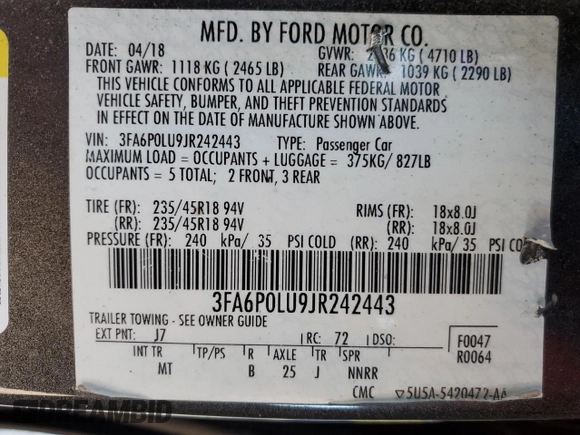 MFD. BY FORD MOTOR CO.
DATE: 04/18 GVWR: KG ( 4710 LB)
FRONT GAWR: 1118 KG ( 2465 LB) REAR GAWR: 1039 KG ( 2290 LB)
THIS VEHICLE CONFORMS TO ALL APPLICABLE FEDERAL MOTOR
VEHICLE SAFETY, BUMPER, AND THEFT PREVENTION STANDARDS
IN EFFECT ON THE DATE OF MANUFACTURE SHOWN ABOVE.
VIN: 3FA6P0LU9JR242443 TYPE: Passenger Car
MAXIMUM LOAD = OCCUPANTS + LUGGAGE = 375KG/ 827LB
OCCUPANTS = 5 TOTAL; 2 FRONT, 3 REAR
TIRE (FR): 235/45R18 94V RIMS (FR): 18x8.0J
(RR): 235/45R18 94V (RR): 18x8.0J
PRESSURE (FR): 240 kPa/ 35 PSI COLD (RR): 240 kPa/ 35 PSI COLD
3FA6P0LU9JR242443
TRAILER TOWING - SEE OWNER GUIDE
EXT PNT: J7 RC: 72 DSO: F0047
INT TR TP/PS R AXLE TR SPR R0064
MT B 25 J NNRR
CMC 5U5A-5420472-AA